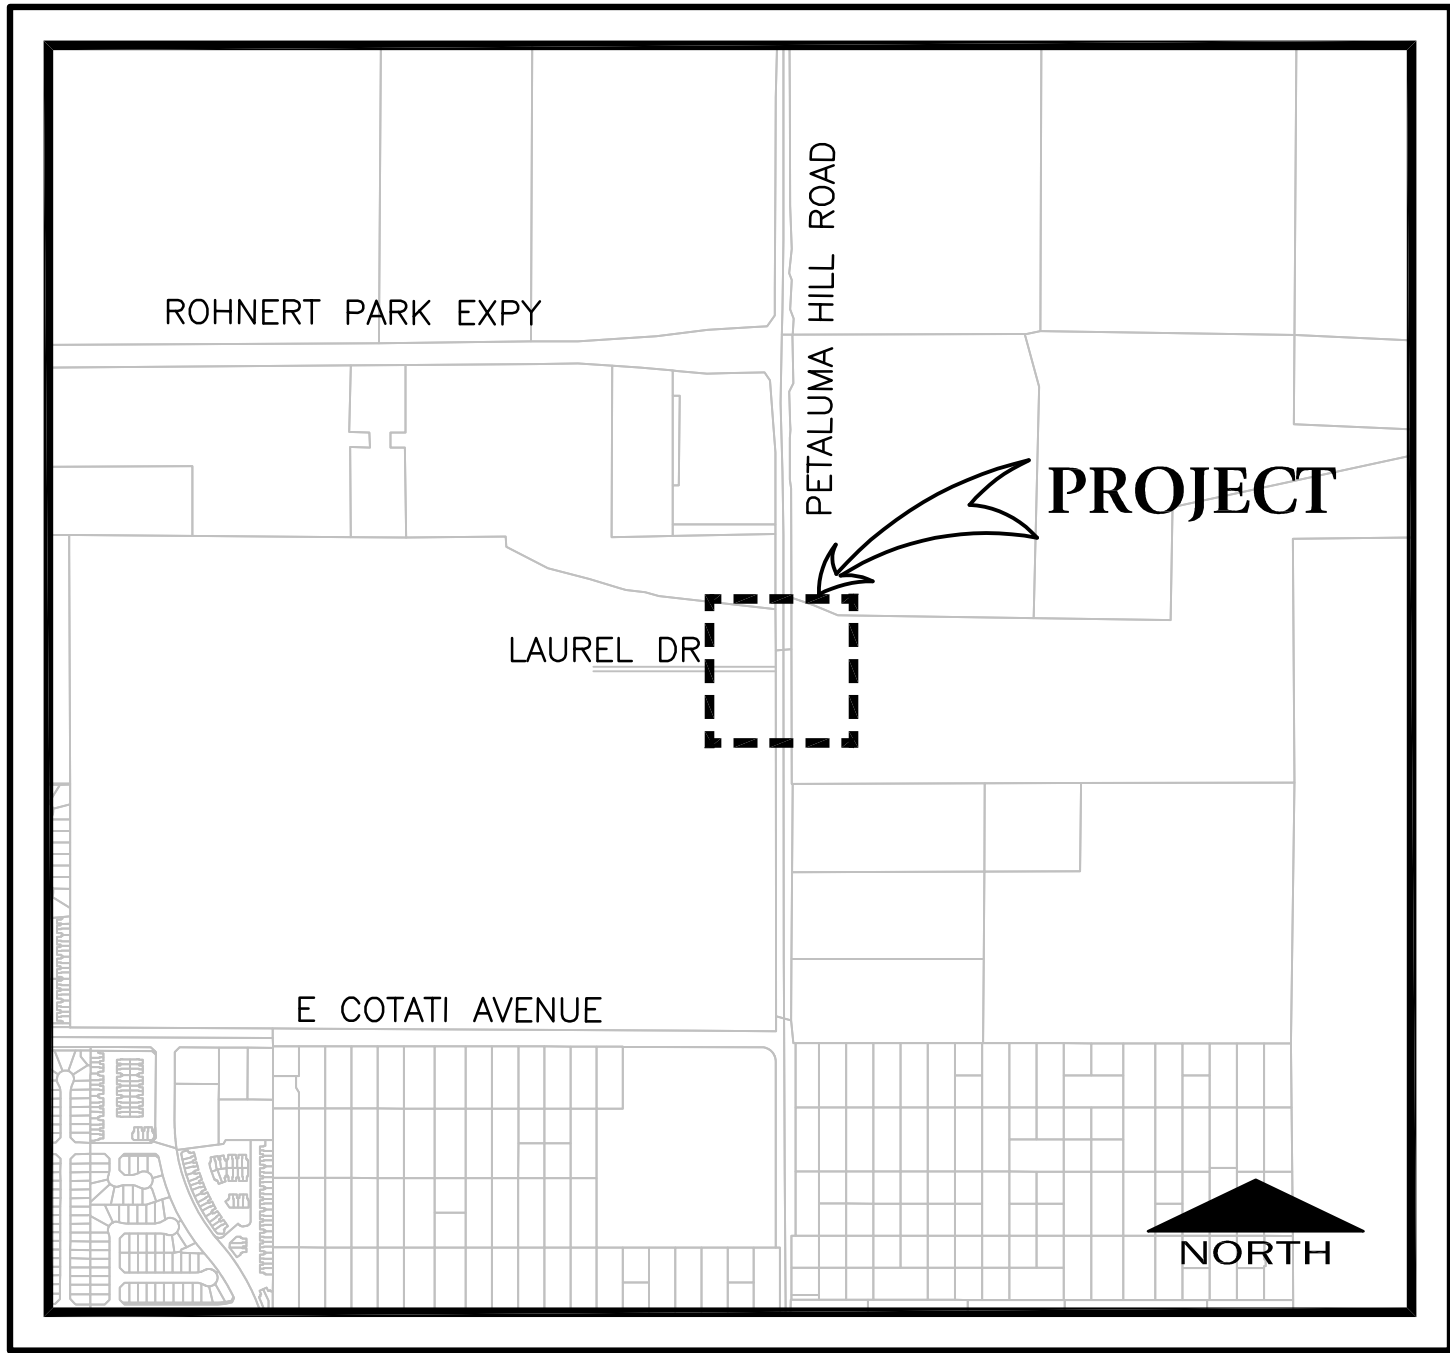 PETALUMA HILL ROAD
ROHNERT PARK EXPY
PROJECT
LAUREL DR
E COTATI AVENUE
NORTH